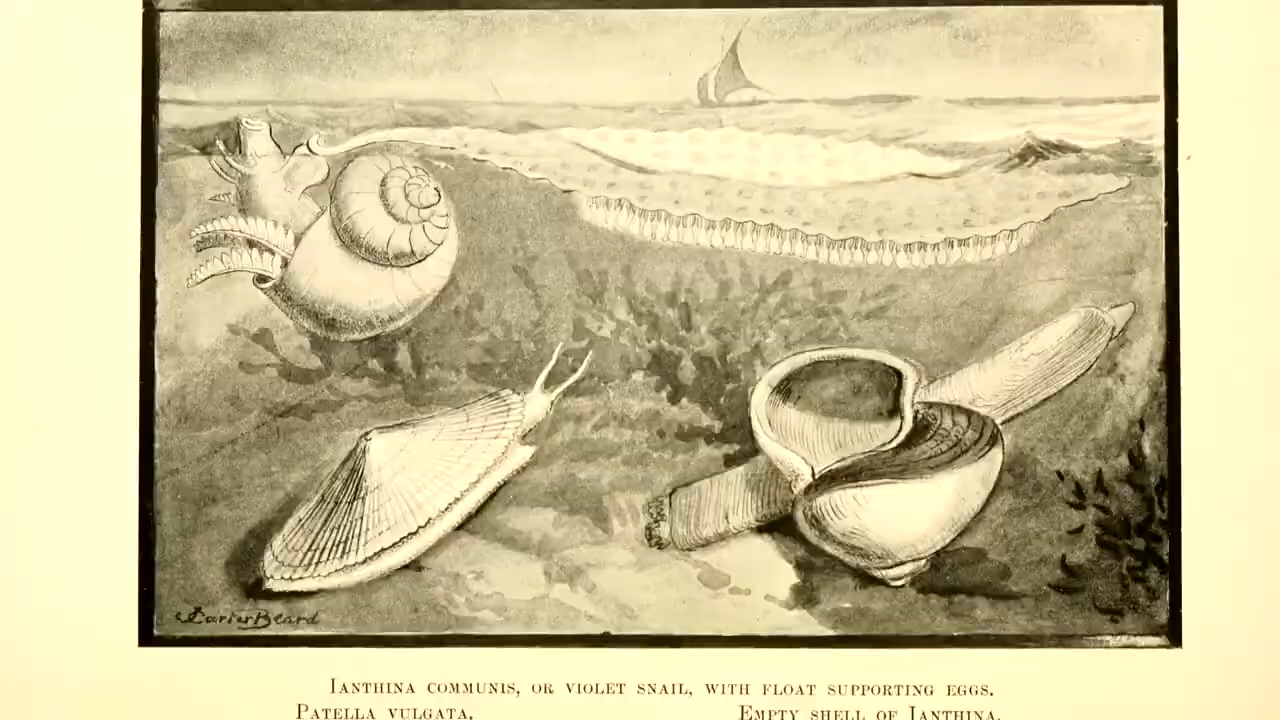 J Carter Beard
Ianthina communis, or violet snail, with float supporting eggs.
Patella vulgata. Empty shell of Ianthina.